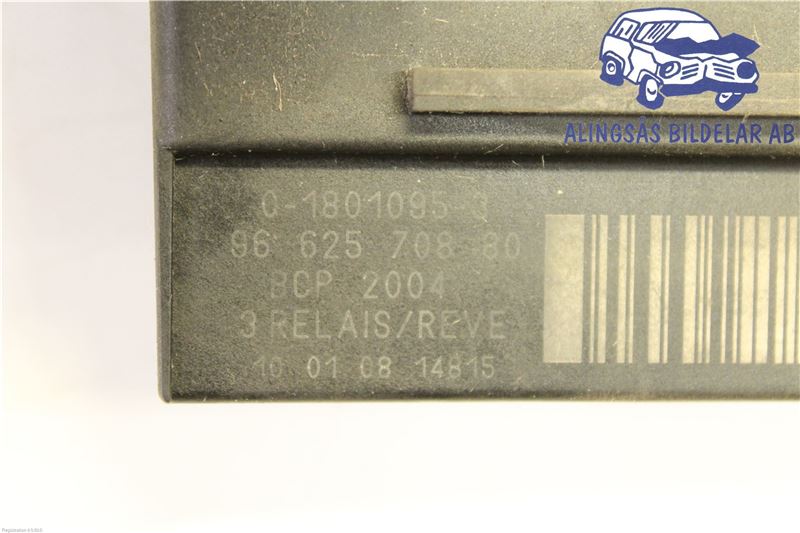 ALINGSÅS BILDELAR AB
0-1801095-3
96 625 708 80
BCP 2004
3 RELAIS/REVE
10 01 08 14815